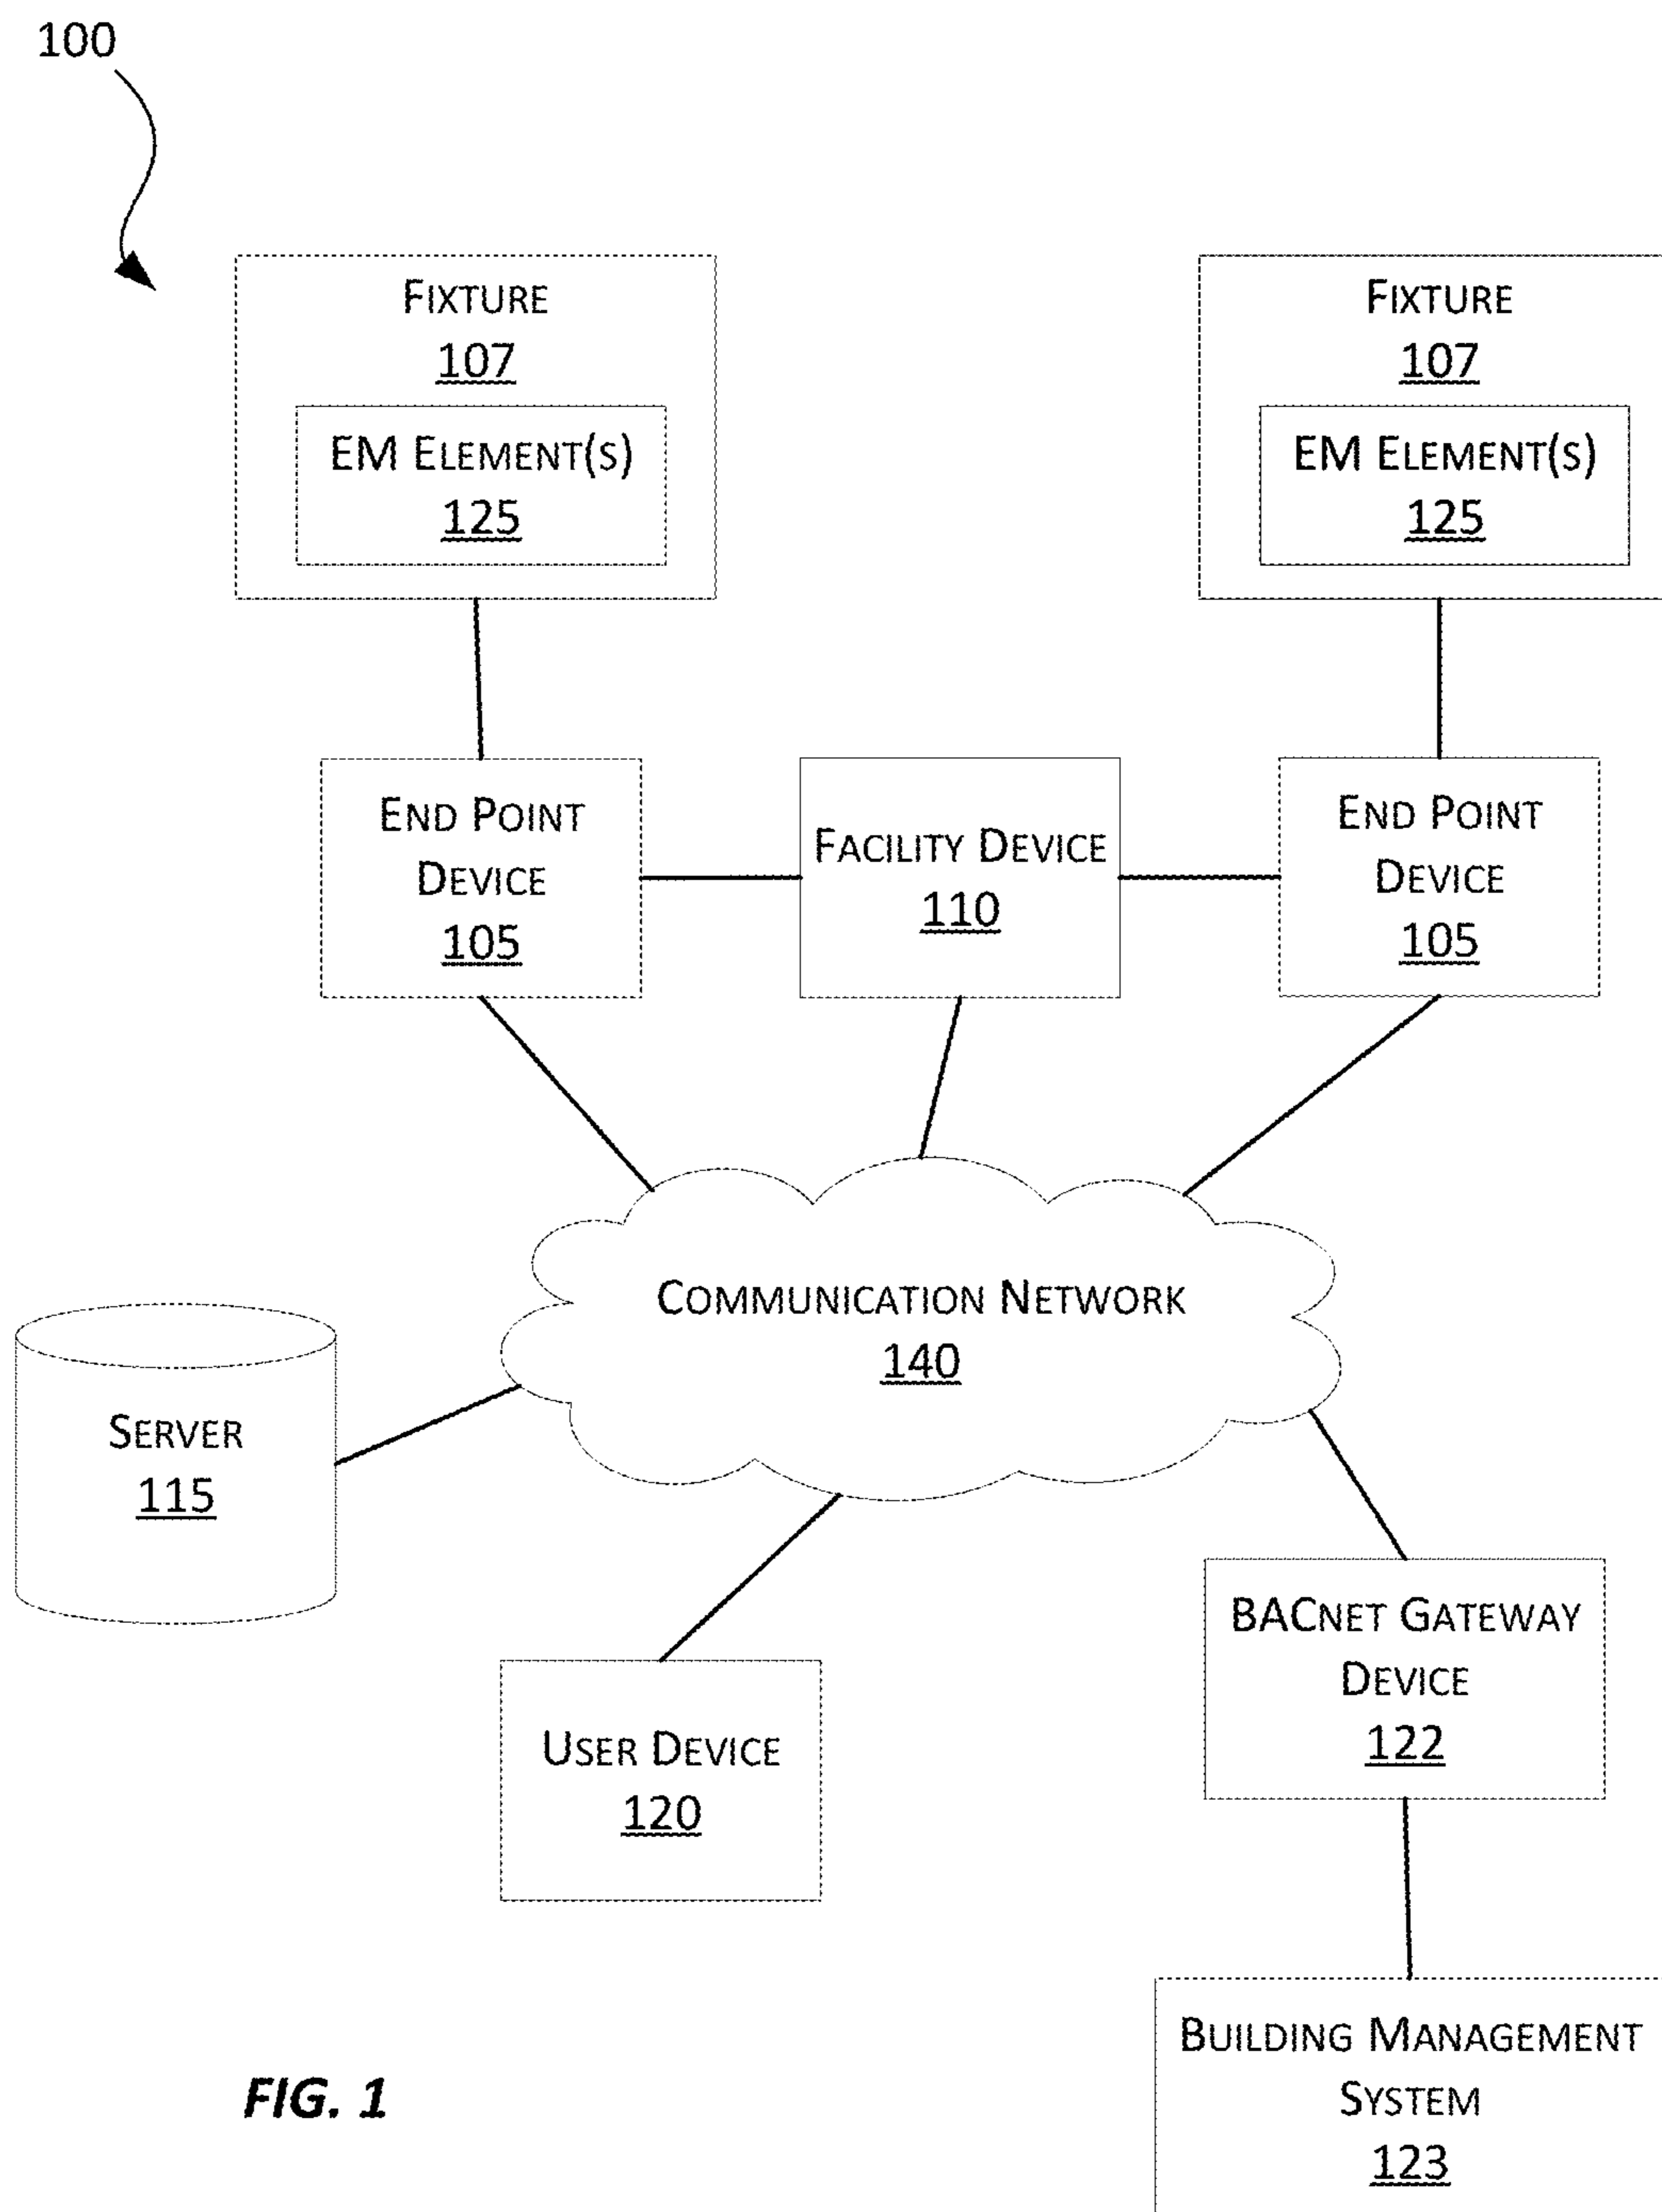 100
FIXTURE
107
EM ELEMENT(S)
125
FIXTURE
107
EM ELEMENT(S)
125
END POINT
DEVICE
105
FACILITY DEVICE
110
END POINT
DEVICE
105
COMMUNICATION NETWORK
140
SERVER
115
USER DEVICE
120
BACNET GATEWAY
DEVICE
122
BUILDING MANAGEMENT
SYSTEM
123
FIG. 1